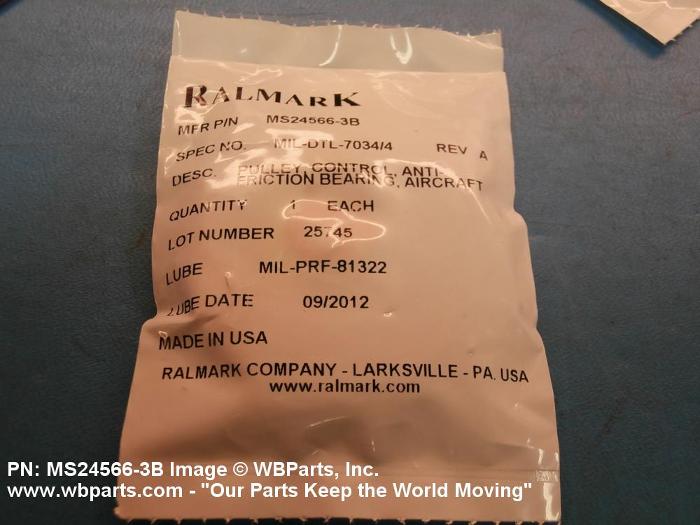 RALMARK
MFR P/N MS24566-3B
SPEC NO. MIL-DTL-7034/4 REV A
DESC. PULLEY, CONTROL, ANTI-
FRICTION BEARING, AIRCRAFT
QUANTITY 1 EACH
LOT NUMBER 25745
LUBE MIL-PRF-81322
LUBE DATE 09/2012
MADE IN USA
RALMARK COMPANY - LARKSVILLE - PA. USA
www.ralmark.com
PN: MS24566-3B Image © WBParts, Inc.
www.wbparts.com - "Our Parts Keep the World Moving"